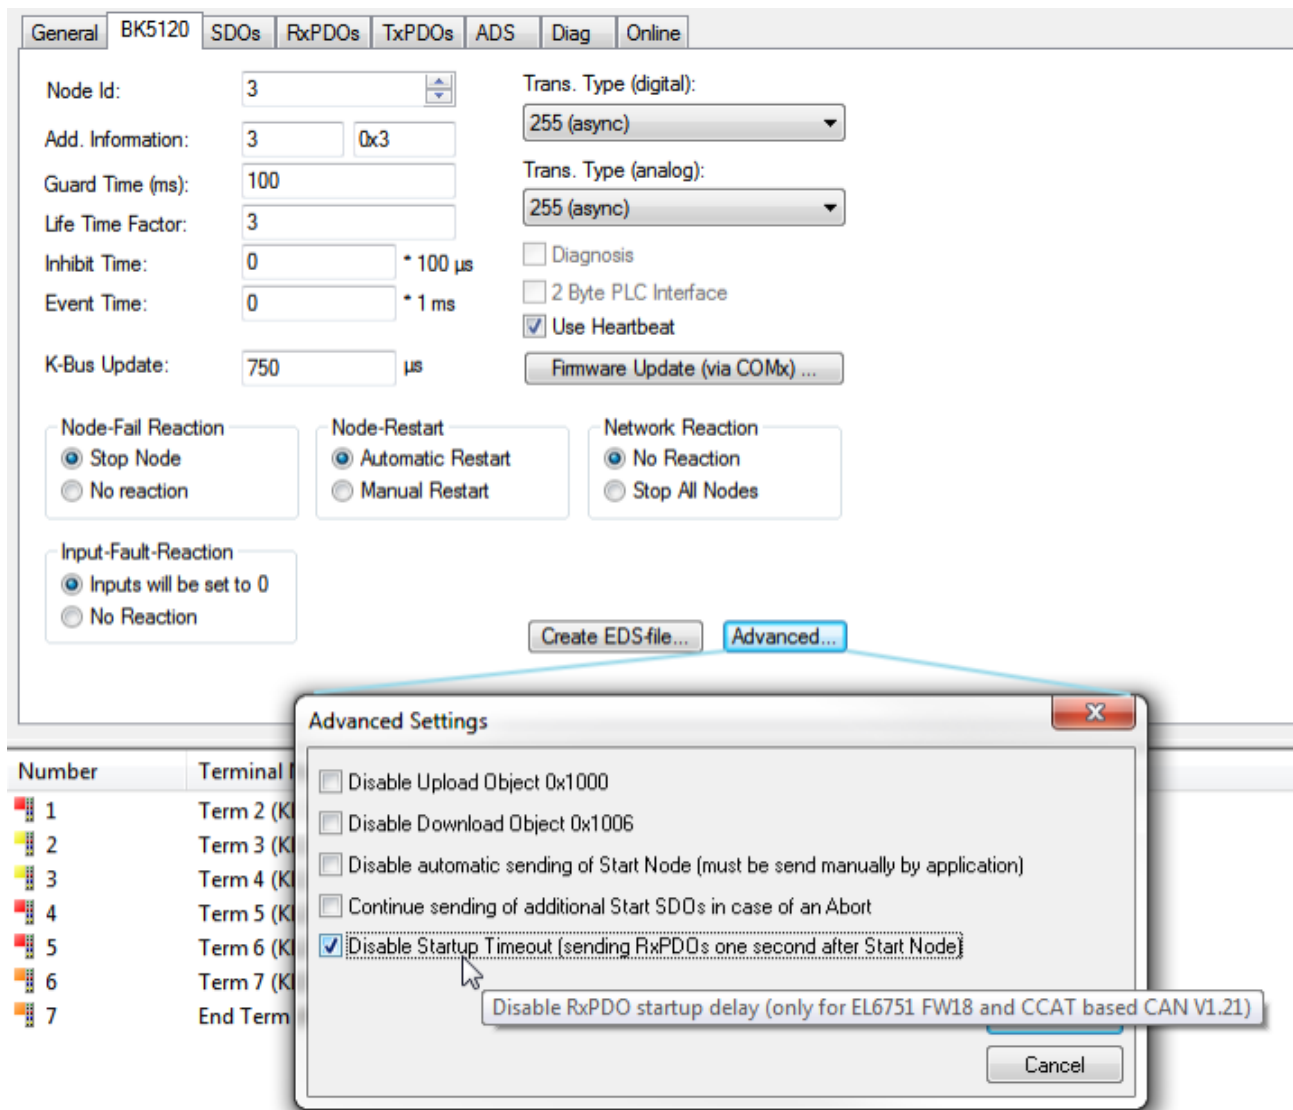 General BK5120 SDOs RxPDOs TxPDOs ADS Diag Online
Node Id: 3
Trans. Type (digital):
255 (async)
Add. Information: 3 0x3
Guard Time (ms): 100
Trans. Type (analog):
255 (async)
Life Time Factor: 3
Inhibit Time: 0 * 100 µs
Diagnosis
Event Time: 0 * 1 ms
2 Byte PLC Interface
Use Heartbeat
K-Bus Update: 750 µs
Firmware Update (via COMx) ...
Node-Fail Reaction
Stop Node
No reaction
Node-Restart
Automatic Restart
Manual Restart
Network Reaction
No Reaction
Stop All Nodes
Input-Fault-Reaction
Inputs will be set to 0
No Reaction
Create EDS-file... Advanced...
Advanced Settings
Disable Upload Object 0x1000
Disable Download Object 0x1006
Disable automatic sending of Start Node (must be send manually by application)
Continue sending of additional Start SDOs in case of an Abort
Disable Startup Timeout (sending RxPDOs one second after Start Node)
Disable RxPDO startup delay (only for EL6751 FW18 and CCAT based CAN V1.21)
Cancel
Number Terminal
1 Term 2
2 Term 3
3 Term 4
4 Term 5
5 Term 6
6 Term 7
7 End Term